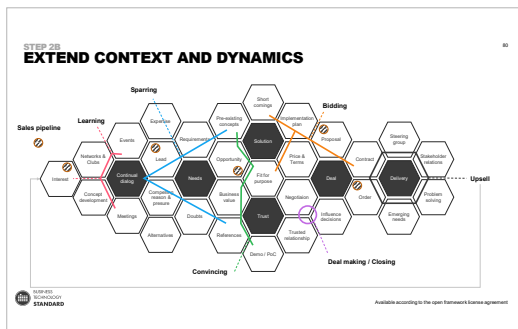 STEP 2B
80
EXTEND CONTEXT AND DYNAMICS
Sparring
Short
comings
Bidding
Learning
Expertise
Pre-existing
concepts
Implementation
plan
Sales pipeline
Events
Requirements
Solution
Proposal
Steering
group
Networks &
Clubs
Lead
Opportunity
Price &
Terms
Contract
Stakeholder
relations
Interest
Continual
dialog
Needs
Fit for
purpose
Deal
Delivery
Upsell
Concept
development
Compelling
reason &
presure
Business
value
Negotiation
Order
Problem
solving
Meetings
Doubts
Trust
Influence
decisions
Emerging
needs
Alternatives
References
Trusted
relationship
Demo / PoC
Convincing
Deal making / Closing
BUSINESS
TECHNOLOGY
STANDARD
Available according to the open framework license agreement